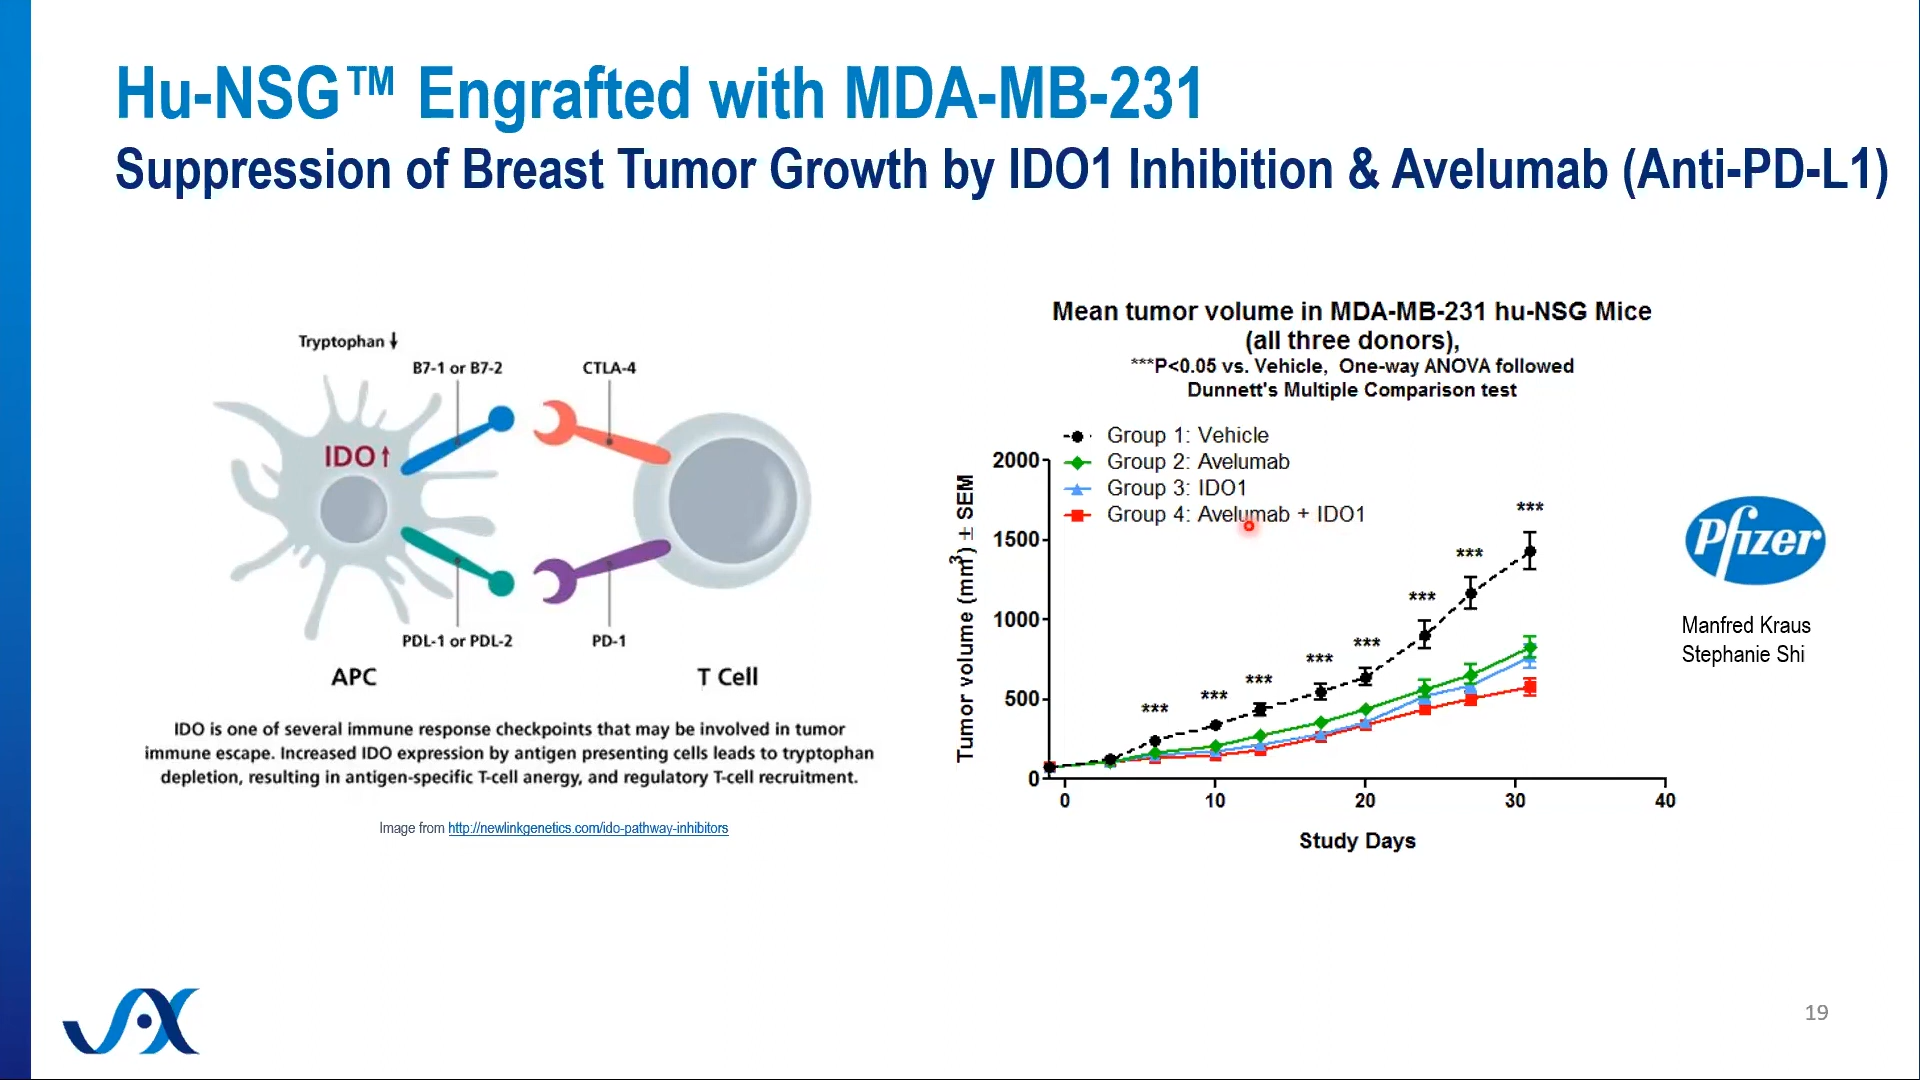 Hu-NSG™ Engrafted with MDA-MB-231
Suppression of Breast Tumor Growth by IDO1 Inhibition & Avelumab (Anti-PD-L1)
Tryptophan ↓
B7-1 or B7-2
CTLA-4
IDO↑
PDL-1 or PDL-2
PD-1
APC
T Cell
IDO is one of several immune response checkpoints that may be involved in tumor
immune escape. Increased IDO expression by antigen presenting cells leads to tryptophan
depletion, resulting in antigen-specific T-cell anergy, and regulatory T-cell recruitment.
Image from http://newlinkgenetics.com/ido-pathway-inhibitors
Mean tumor volume in MDA-MB-231 hu-NSG Mice
(all three donors),
***P<0.05 vs. Vehicle, One-way ANOVA followed
Dunnett's Multiple Comparison test
Group 1: Vehicle
Group 2: Avelumab
Group 3: IDO1
Group 4: Avelumab + IDO1
Tumor volume (mm³) ± SEM
2000
1500
1000
500
0
*** *** *** *** *** *** *** ***
0 10 20 30 40
Study Days
Pfizer
Manfred Kraus
Stephanie Shi
JAX
19